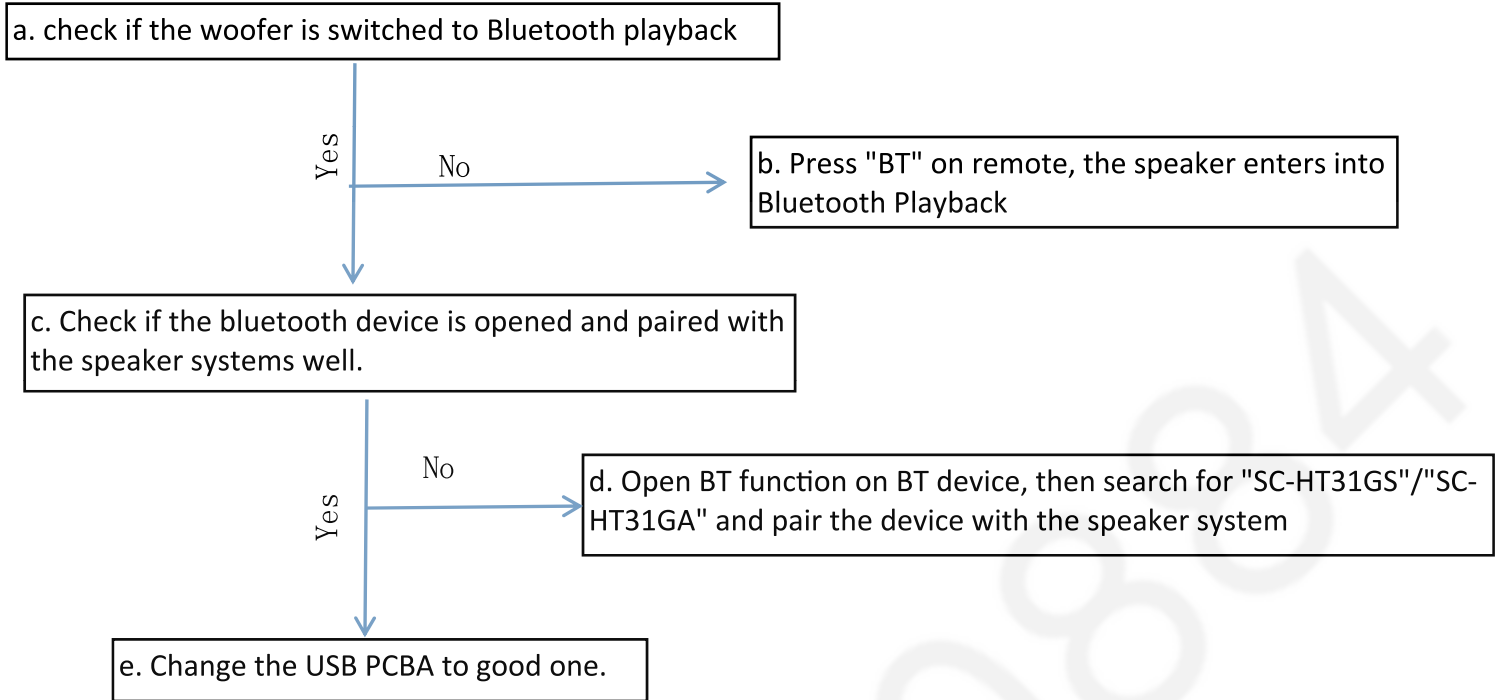 a. check if the woofer is switched to Bluetooth playback
Yes
No
b. Press "BT" on remote, the speaker enters into
Bluetooth Playback
c. Check if the bluetooth device is opened and paired with
the speaker systems well.
No
Yes
d. Open BT function on BT device, then search for "SC-
HT31GS"/"SC-
HT31GA" and pair the device with the speaker system
e. Change the USB PCBA to good one.
884